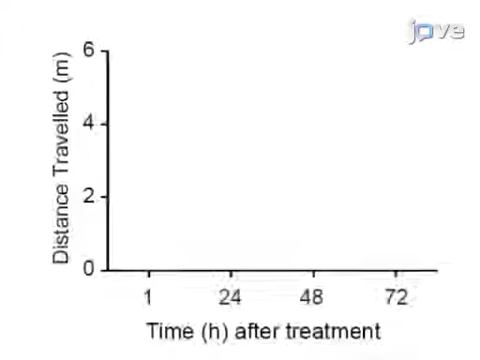 jove
6
4
2
0
Distance Travelled (m)
1 24 48 72
Time (h) after treatment